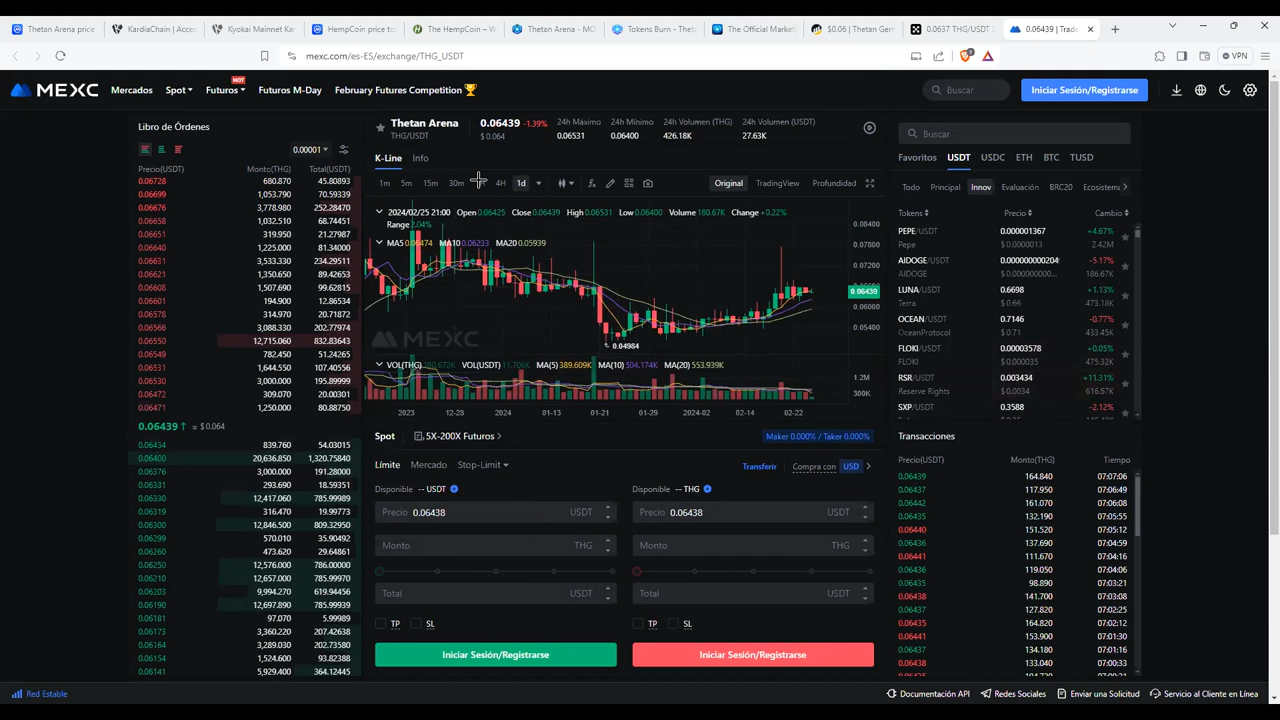 Thetan Arena price
KardiaChain | Acces
Kyokai Mainnet Kar
HempCoin price to
The HempCoin – W
Thetan Arena - MC
Tokens Burn - Theta
The Official Market
$0.06 | Thetan Gem
0.0637 THG/USDT
0.06439 | Trade
mexc.com/es-ES/exchange/THG_USDT
VPN
MEXC
Mercados
Spot
Futuros
HOT
Futuros M-Day
February Futures Competition
Buscar
Iniciar Sesión/Registrarse
Libro de Órdenes
0.00001
Precio(USDT) Monto(THG) Total(USDT)
0.06728 680.870 45.80893
0.06699 1,053.790 70.59339
0.06676 3,778.980 252.28470
0.06658 1,032.510 68.74451
0.06651 319.950 21.27987
0.06640 1,225.000 81.34000
0.06629 3,533.330 234.29511
0.06621 1,350.650 89.42653
0.06608 1,507.690 99.62815
0.06601 194.900 12.86534
0.06578 314.970 20.71872
0.06566 3,088.330 202.77974
0.06550 12,715.060 832.83643
0.06549 782.450 51.24265
0.06531 1,644.550 107.40556
0.06530 3,000.000 195.89999
0.06472 309.070 20.00301
0.06471 1,250.000 80.88750
0.06439 ↑ ≈ $0.064
0.06434 839.760 54.03015
0.06400 20,636.850 1,320.75840
0.06376 3,000.000 191.28000
0.06331 293.690 18.59351
0.06330 12,417.060 785.99989
0.06319 316.470 19.99773
0.06300 12,846.500 809.32950
0.06299 570.010 35.90492
0.06260 473.620 29.64861
0.06250 12,576.000 786.00000
0.06210 12,657.000 785.99970
0.06203 9,994.270 619.94456
0.06190 12,697.890 785.99939
0.06181 97.070 5.99989
0.06173 3,360.220 207.42638
0.06164 3,289.030 202.73580
0.06154 1,524.600 93.82388
0.06141 5,929.400 364.12445
Thetan Arena
THG/USDT
0.06439 -1.39%
$ 0.064
24h Máximo
0.06531
24h Mínimo
0.06400
24h Volumen (THG)
426.18K
24h Volumen (USDT)
27.63K
K-Line Info
1m 5m 15m 30m 4H 1d
Original TradingView Profundidad
2024/02/25 21:00 Open 0.06425 Close 0.06439 High 0.06531 Low 0.06400 Volume 180.67K Change +0.22%
Range 2.04%
MA5 0.06474 MA10 0.06233 MA20 0.05939
0.08400
0.07800
0.07200
0.06439
0.06000
0.05400
MEXC
0.04984
VOL(USDT) 11.706K MA(5) 389.609K MA(10) 504.174K MA(20) 553.939K
VOL(THG)
1.2M
300K
2023 12-28 2024 01-13 01-21 01-29 2024-02 02-14 02-22
Spot
5X-200X Futuros
Maker 0.000% / Taker 0.000%
Límite Mercado Stop-Limit
Transferir
Compra con USD
Disponible -- USDT
Disponible -- THG
Precio 0.06438 USDT
Precio 0.06438 USDT
Monto THG
Monto THG
Total USDT
Total USDT
TP SL
TP SL
Iniciar Sesión/Registrarse
Iniciar Sesión/Registrarse
Buscar
Favoritos USDT USDC ETH BTC TUSD
Todo Principal Innov Evaluación BRC20 Ecosistema
Tokens Precio Cambio
PEPE/USDT 0.000001367 +4.67%
Pepe $ 0.0000013 2.42M
AIDOGE/USDT 0.0000000002049 -5.17%
AIDOGE 186.67K
LUNA/USDT 0.6698 +1.13%
Terra $ 0.66 473.18K
OCEAN/USDT 0.7146 -0.77%
OceanProtocol $ 0.71 433.45K
FLOKI/USDT 0.00003578 +0.05%
FLOKI $ 0.000035 475.32K
RSR/USDT 0.003434 +11.31%
Reserve Rights $ 0.0034 616.57K
SXP/USDT 0.3588 -2.12%
Transacciones
Precio(USDT) Monto(THG) Tiempo
0.06439 164.840 07:07:06
0.06437 117.950 07:06:49
0.06442 161.070 07:06:08
0.06435 132.190 07:05:55
0.06440 151.520 07:05:12
0.06436 137.390 07:04:59
0.06441 111.670 07:04:16
0.06436 119.050 07:04:06
0.06435 98.890 07:03:21
0.06438 141.700 07:03:08
0.06437 127.820 07:02:25
0.06435 164.820 07:02:12
0.06441 153.900 07:01:30
0.06437 134.180 07:01:16
0.06438 133.040 07:00:33
Red Estable
Documentación API
Redes Sociales
Enviar una Solicitud
Servicio al Cliente en Línea